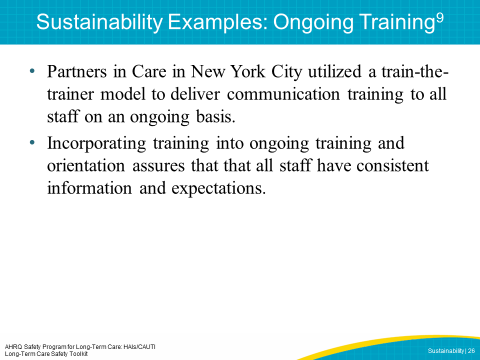 Sustainability Examples: Ongoing Training9
• Partners in Care in New York City utilized a train-the-
trainer model to deliver communication training to all
staff on an ongoing basis.
• Incorporating training into ongoing training and
orientation assures that that all staff have consistent
information and expectations.
AHRQ Safety Program for Long-Term Care: HAIs/CAUTI
Long-Term Care Safety Toolkit
Sustainability | 26